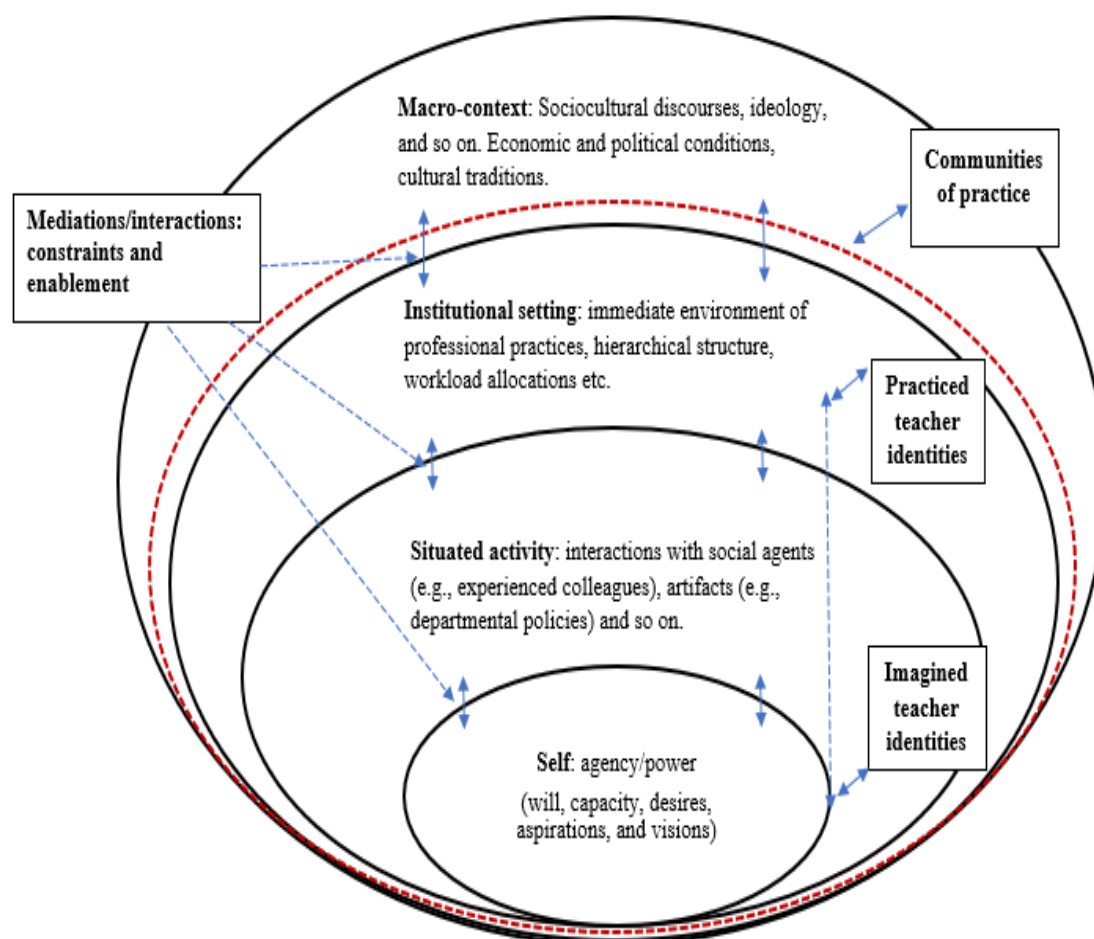 Macro-context: Sociocultural discourses, ideology,
and so on. Economic and political conditions,
cultural traditions.
Communities
of practice
Mediations/interactions:
constraints and
enablement
Institutional setting: immediate environment of
professional practices, hierarchical structure,
workload allocations etc.
Practiced
teacher
identities
Situated activity: interactions with social agents
(e.g., experienced colleagues), artifacts (e.g.,
departmental policies) and so on.
Imagined
teacher
identities
Self: agency/power
(will, capacity, desires,
aspirations, and visions)